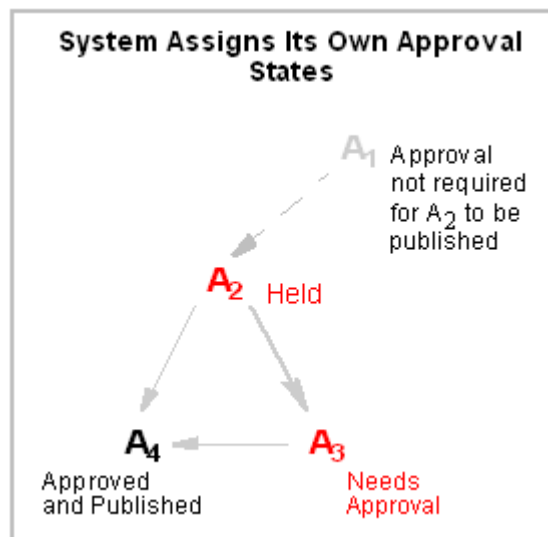 System Assigns Its Own Approval
States
A1
Approval
not required
for A2 to be
published
A2
Held
A4
A3
Approved
and Published
Needs
Approval